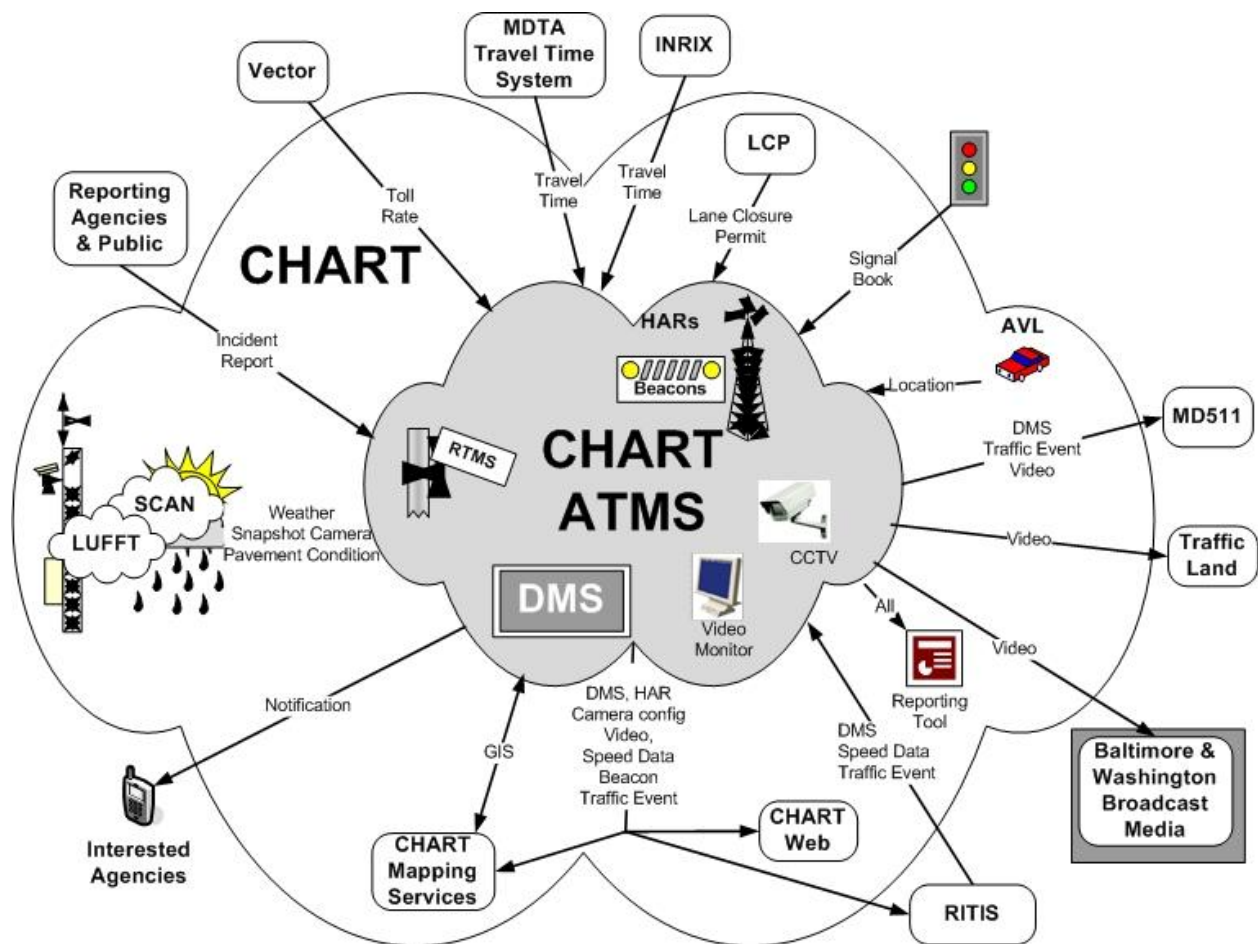 MDTA
Travel Time
System
INRIX
Vector
LCP
Reporting
Agencies
& Public
Toll
Rate
Travel
Time
Travel
Time
Lane Closure
Permit
Signal
Book
CHART
Incident
Report
HARs
Beacons
AVL
Location
MD511
DMS
Traffic Event
Video
RTMS
CHART
ATMS
SCAN
LUFFT
Weather
Snapshot Camera
Pavement Condition
CCTV
Video
Traffic
Land
DMS
Video
Monitor
All
Reporting
Tool
Video
Notification
GIS
DMS, HAR
Camera config
Video,
Speed Data
Beacon
Traffic Event
DMS
Speed Data
Traffic Event
Baltimore &
Washington
Broadcast
Media
Interested
Agencies
CHART
Mapping
Services
CHART
Web
RITIS